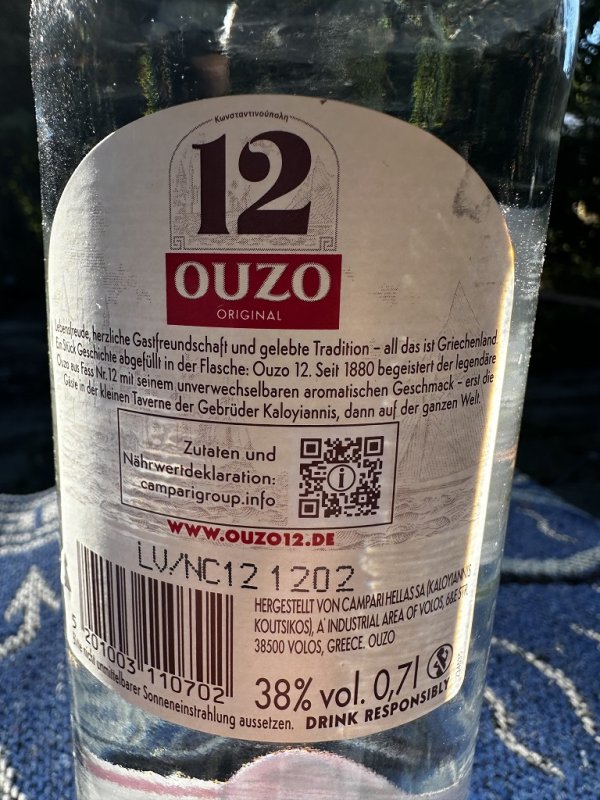 Κωνσταντινούπολη
12
OUZO
ORIGINAL
Lebensfreude, herzliche Gastfreundschaft und gelebte Tradition – all das ist Griechenland.
Ein Stück Geschichte abgefüllt in der Flasche: Ouzo 12. Seit 1880 begeistert der legendäre
Ouzo aus Fass Nr.12 mit seinem unverwechselbaren aromatischen Geschmack – erst die
Gäste in der kleinen Taverne der Gebrüder Kaloyiannis, dann auf der ganzen Welt.
Zutaten und
Nährwertdeklaration:
camparigroup.info
WWW.OUZO12.DE
LV/NC12 1202
HERGESTELLT VON CAMPARI HELLAS SA (KALOYIANNIS
KOUTSIKOS), A' INDUSTRIAL AREA OF VOLOS, 6&E STR,
38500 VOLOS, GREECE. OUZO
5 201003 110702
38% vol. 0,7l
Bitte nicht unmittelbarer Sonneneinstrahlung aussetzen. DRINK RESPONSIBLY